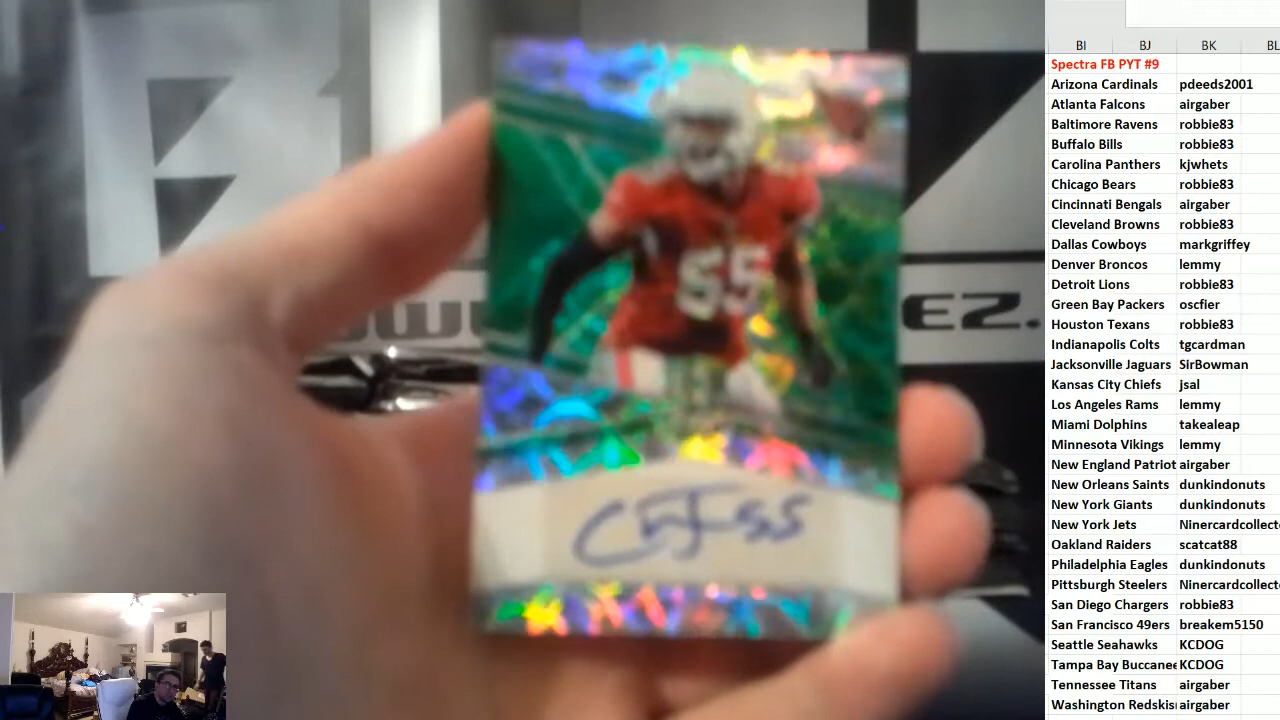 BI BJ BK BL
Spectra FB PYT #9
Arizona Cardinals pdeeds2001
Atlanta Falcons airgaber
Baltimore Ravens robbie83
Buffalo Bills robbie83
Carolina Panthers kjwhets
Chicago Bears robbie83
Cincinnati Bengals airgaber
Cleveland Browns robbie83
Dallas Cowboys markgriffey
Denver Broncos lemmy
Detroit Lions robbie83
Green Bay Packers oscfier
Houston Texans robbie83
Indianapolis Colts tgcardman
Jacksonville Jaguars SirBowman
Kansas City Chiefs jsal
Los Angeles Rams lemmy
Miami Dolphins takealeap
Minnesota Vikings lemmy
New England Patriot airgaber
New Orleans Saints dunkindonuts
New York Giants dunkindonuts
New York Jets Ninercardcollect
Oakland Raiders scatcat88
Philadelphia Eagles dunkindonuts
Pittsburgh Steelers Ninercardcollect
San Diego Chargers robbie83
San Francisco 49ers breakem5150
Seattle Seahawks KCDOG
Tampa Bay Buccanee KCDOG
Tennessee Titans airgaber
Washington Redskis airgaber
55
EZ.
55